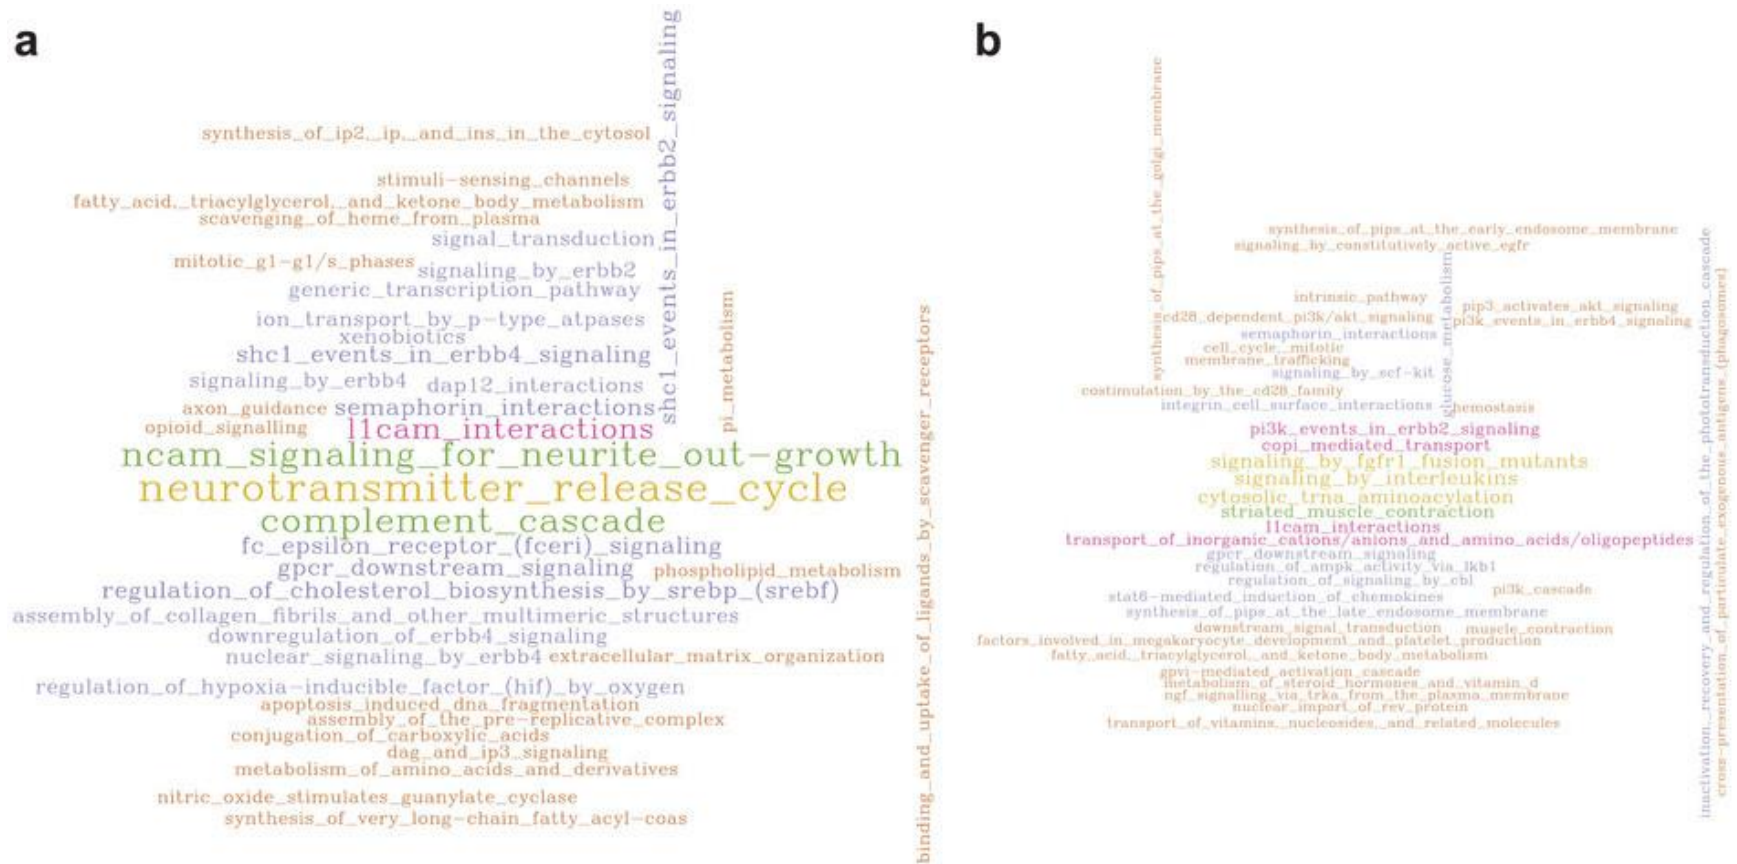 a
shc1_events_in_erbb2_signaling
synthesis_of_ip2,_ip,_and_ins_in_the_cytosol
stimuli-sensing_channels
fatty_acid,_triacylglycerol,_and_ketone_body_metabolism
scavenging_of_heme_from_plasma
signal_transduction
mitotic_g1-g1/s_phases
signaling_by_erbb2
generic_transcription_pathway
ion_transport_by_p-type_atpases
xenobiotics
shc1_events_in_erbb4_signaling
signaling_by_erbb4
dap12_interactions
axon_guidance
semaphorin_interactions
opioid_signalling
l1cam_interactions
pi_metabolism
ncam_signaling_for_neurite_out-growth
neurotransmitter_release_cycle
complement_cascade
fc_epsilon_receptor_(fceri)_signaling
gpcr_downstream_signaling
phospholipid_metabolism
regulation_of_cholesterol_biosynthesis_by_srebp_(srebf)
assembly_of_collagen_fibrils_and_other_multimeric_structures
downregulation_of_erbb4_signaling
nuclear_signaling_by_erbb4
extracellular_matrix_organization
regulation_of_hypoxia-inducible_factor_(hif)_by_oxygen
apoptosis_induced_dna_fragmentation
assembly_of_the_pre-replicative_complex
conjugation_of_carboxylic_acids
dag_and_ip3_signaling
metabolism_of_amino_acids_and_derivatives
nitric_oxide_stimulates_guanylate_cyclase
synthesis_of_very_long-chain_fatty_acyl-coas
binding_and_uptake_of_ligands_by_scavenger_receptors
b
synthesis_of_pips_at_the_golgi_membrane
synthesis_of_pips_at_the_early_endosome_membrane
signaling_by_constitutively_active_egfr
glucose_metabolism
intrinsic_pathway
pip3_activates_akt_signaling
cd28_dependent_pi3k/akt_signaling
pi3k_events_in_erbb4_signaling
semaphorin_interactions
cell_cycle,_mitotic
membrane_trafficking
signaling_by_scf-kit
costimulation_by_the_cd28_family
integrin_cell_surface_interactions
hemostasis
pi3k_events_in_erbb2_signaling
copi_mediated_transport
signaling_by_fgfr1_fusion_mutants
signaling_by_interleukins
cytosolic_trna_aminoacylation
striated_muscle_contraction
l1cam_interactions
transport_of_inorganic_cations/anions_and_amino_acids/oligopeptides
gpcr_downstream_signaling
regulation_of_ampk_activity_via_lkb1
regulation_of_signaling_by_cbl
pi3k_cascade
stat6-mediated_induction_of_chemokines
synthesis_of_pips_at_the_late_endosome_membrane
downstream_signal_transduction
muscle_contraction
factors_involved_in_megakaryocyte_development_and_platelet_production
fatty_acid,_triacylglycerol,_and_ketone_body_metabolism
gpvi-mediated_activation_cascade
metabolism_of_steroid_hormones_and_vitamin_d
ngf_signalling_via_trka_from_the_plasma_membrane
nuclear_import_of_rev_protein
transport_of_vitamins,_nucleosides,_and_related_molecules
inactivation,_recovery_and_regulation_of_the_phototransduction_cascade
cross-presentation_of_particulate_exogenous_antigens_(phagosomes)